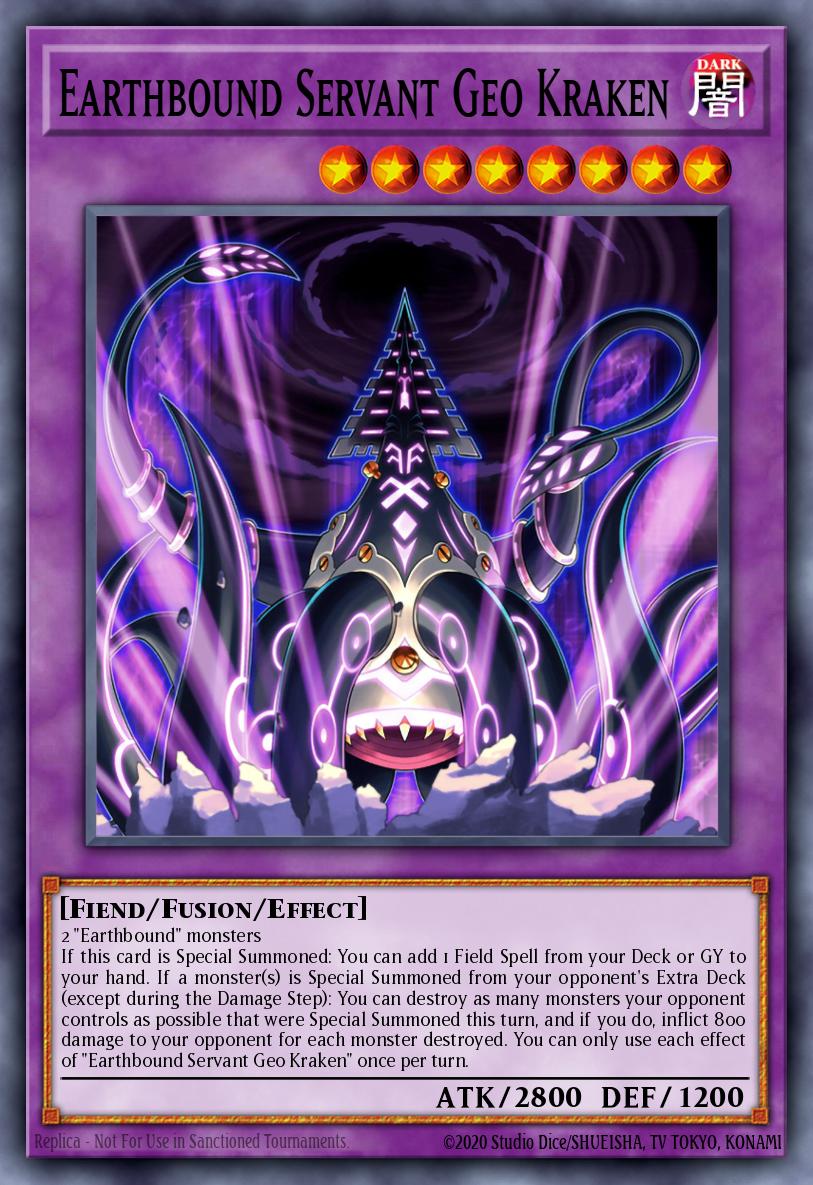 Earthbound Servant Geo Kraken
DARK
闇
[Fiend/Fusion/Effect]
2 "Earthbound" monsters
If this card is Special Summoned: You can add 1 Field Spell from your Deck or GY to
your hand. If a monster(s) is Special Summoned from your opponent's Extra Deck
(except during the Damage Step): You can destroy as many monsters your opponent
controls as possible that were Special Summoned this turn, and if you do, inflict 800
damage to your opponent for each monster destroyed. You can only use each effect
of "Earthbound Servant Geo Kraken" once per turn.
ATK/2800 DEF/1200
Replica - Not For Use in Sanctioned Tournaments.
©2020 Studio Dice/SHUEISHA, TV TOKYO, KONAMI